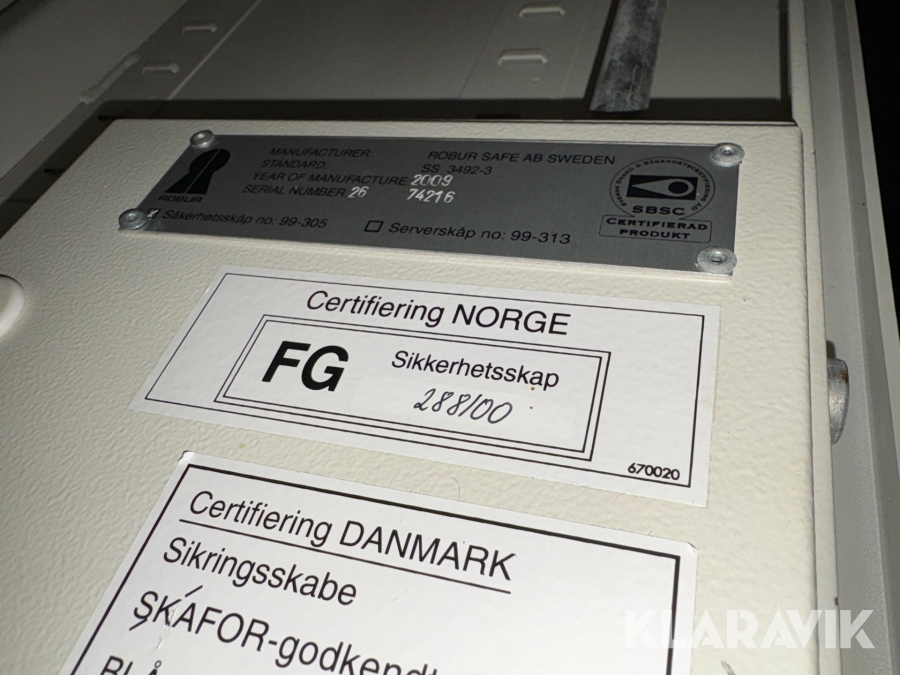 MANUFACTURER: ROBUR SAFE AB SWEDEN
STANDARD: SS 3492-3
YEAR OF MANUFACTURE: 2009
SERIAL NUMBER: 26 74216
ROBUR
Säkerhetsskåp no: 99-305 Serverskåp no: 99-313
SBSC
CERTIFIERAD
PRODUKT
Certifiering NORGE
FG Sikkerhetsskap
288100
670020
Certifiering DANMARK
Sikringsskabe
SKAFOR-godkendt
BLÅ
KLARAVIK